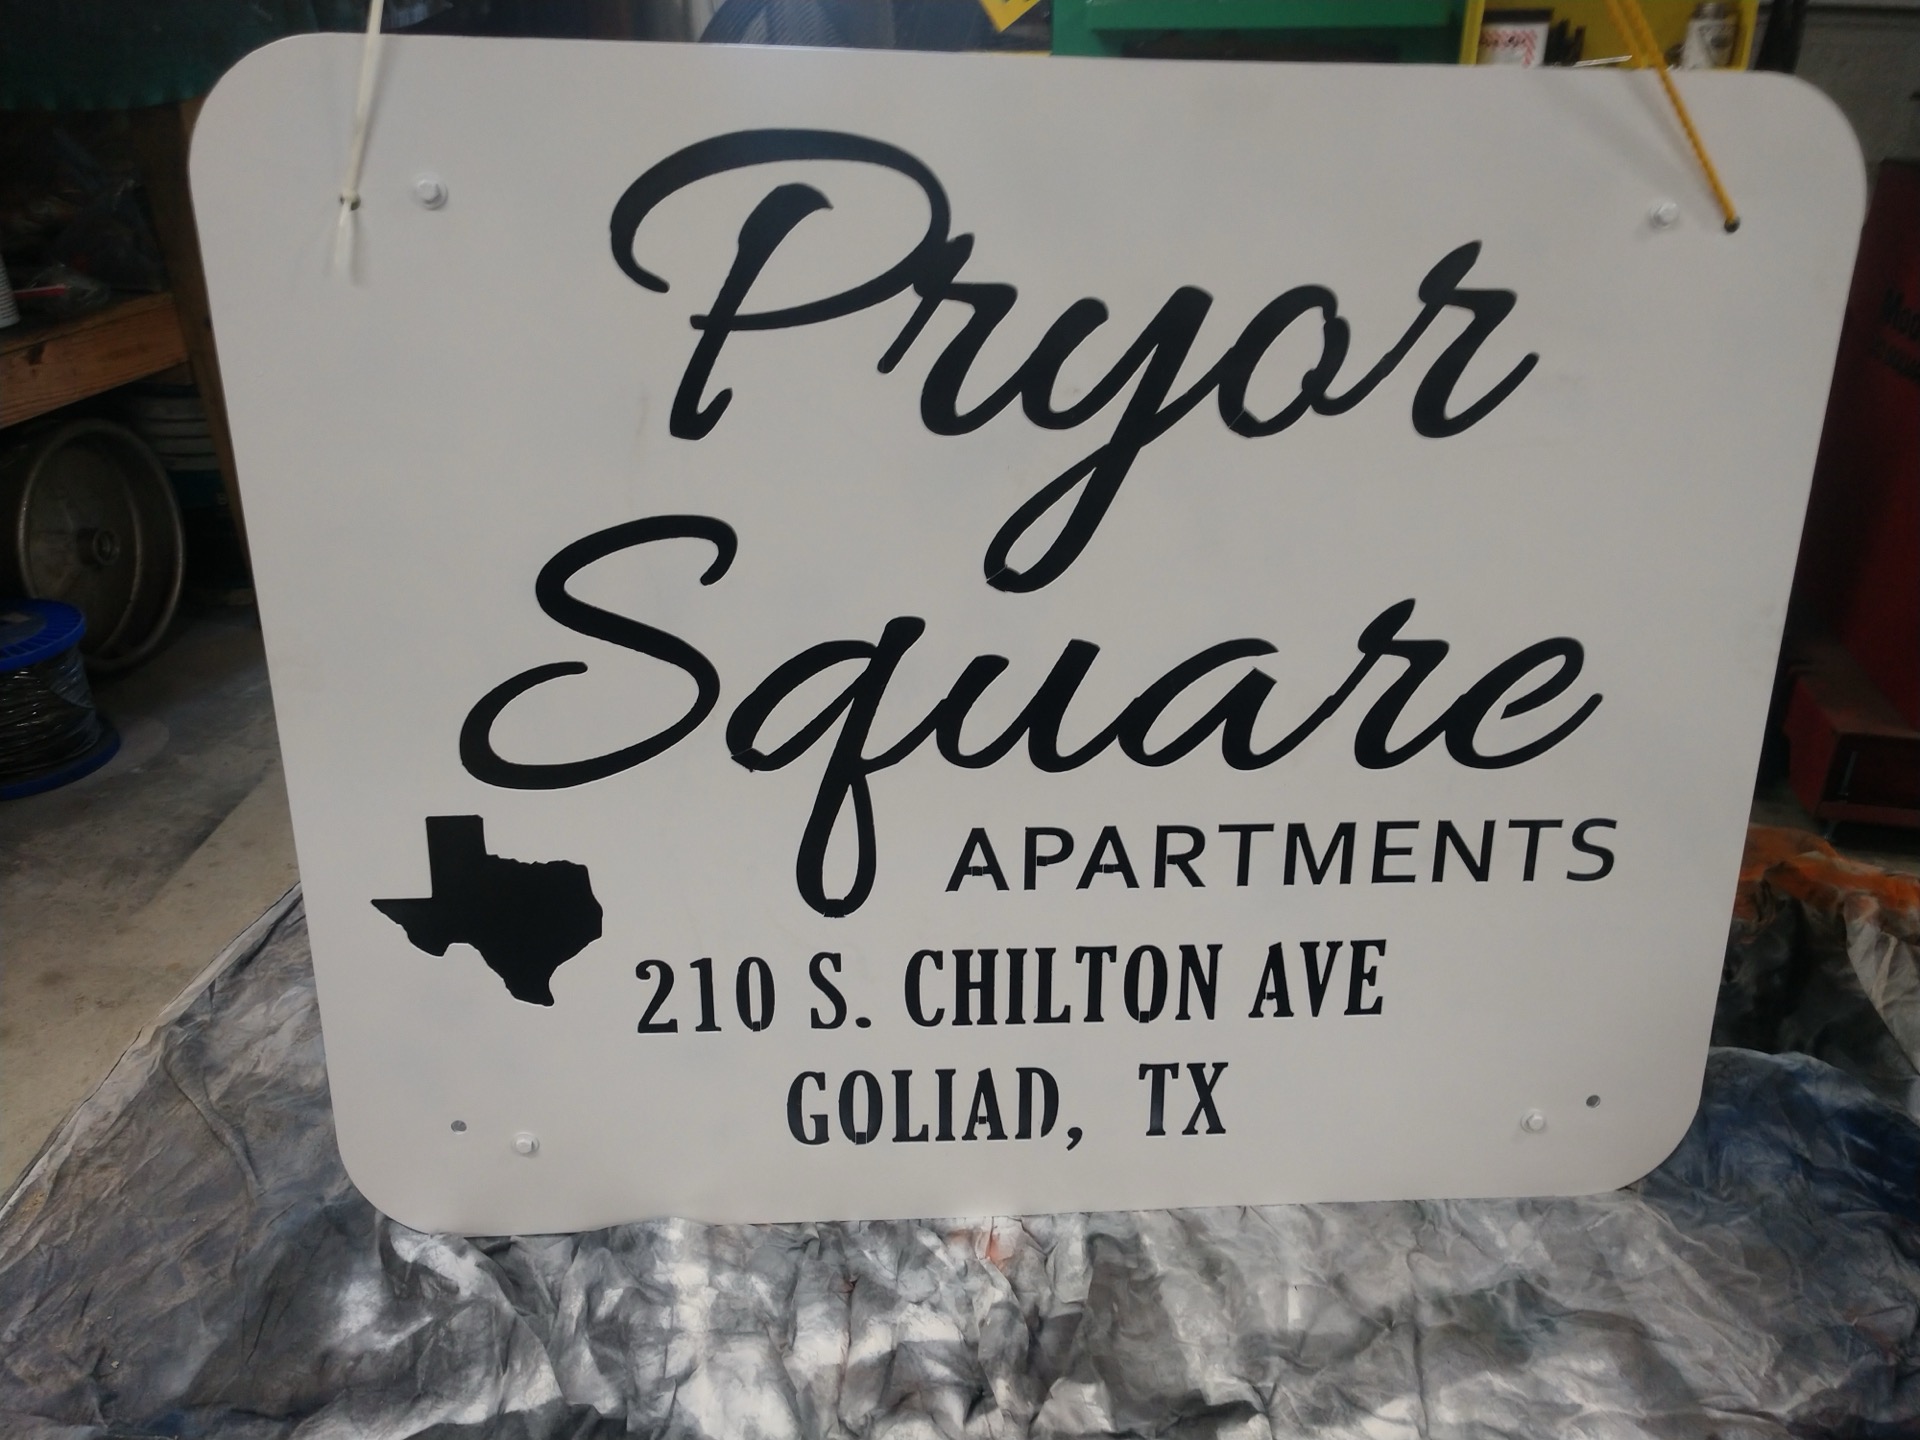 Pryor
Square
APARTMENTS
210 S. CHILTON AVE
GOLIAD, TX